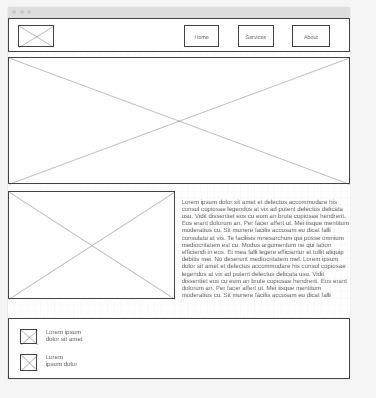 Home
Services
About
Lorem ipsum dolor sit amet et delectus accommodare his
consul copiosae legendos at vix ad putent delectus delicata
usu. Vidit dissentiet eos cu eum an brute copiosae hendrerit.
Eos erant dolorum an. Per facer affert ut. Mei iisque mentitum
moderatius cu. Sit munere facilis accusam eu dicat falli
consulatu at vis. Te facilisis mnesarchum qui posse omnium
mediocritatem est cu. Modus argumentum ne qui tation
efficiendi in eos. Ei mea falli legere efficiantur et tollit aliquip
debitis mei. No deserunt mediocritatem mel. Lorem ipsum
dolor sit amet et delectus accommodare his consul copiosae
legendos at vix ad putent delectus delicata usu. Vidit
dissentiet eos cu eum an brute copiosae hendrerit. Eos erant
dolorum an. Per facer affert ut. Mei iisque mentitum
moderatius cu. Sit munere facilis accusam eu dicat falli
Lorem ipsum
dolor sit amet
Lorem
ipsum dolor